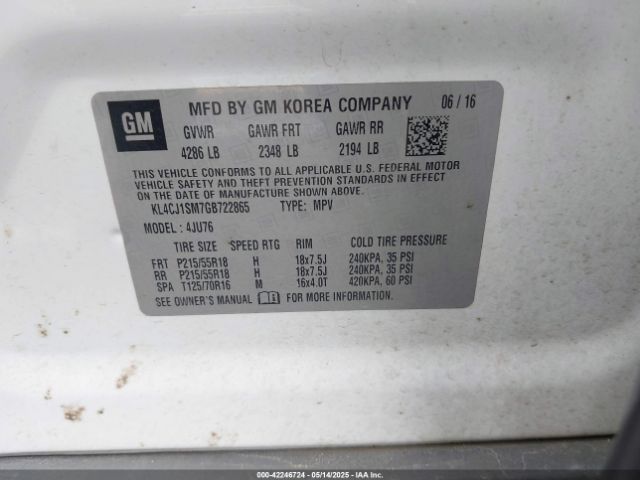 GM
MFD BY GM KOREA COMPANY 06 / 16
GVWR GAWR FRT GAWR RR
4286 LB 2348 LB 2194 LB
THIS VEHICLE CONFORMS TO ALL APPLICABLE U.S. FEDERAL MOTOR
VEHICLE SAFETY AND THEFT PREVENTION STANDARDS IN EFFECT
ON THE DATE OF MANUFACTURE SHOWN ABOVE.
KL4CJ1SM7GB722865 TYPE: MPV
MODEL : 4JU76
TIRE SIZE SPEED RTG RIM COLD TIRE PRESSURE
FRT P215/55R18 H 18x7.5J 240KPA, 35 PSI
RR P215/55R18 H 18x7.5J 240KPA, 35 PSI
SPA T125/70R16 M 16x4.0T 420KPA, 60 PSI
SEE OWNER'S MANUAL FOR MORE INFORMATION.
ID: 42246724 - 05/14/2025 - IAA, Inc.